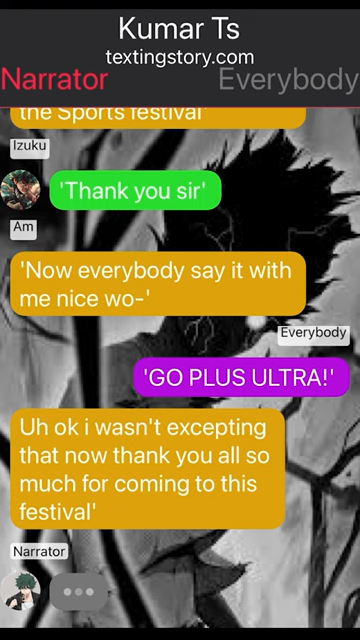 Kumar Ts
textingstory.com
Narrator
Everybody
the Sports festival'
Izuku
'Thank you sir'
Am
'Now everybody say it with
me nice wo-'
Everybody
'GO PLUS ULTRA!'
Uh ok i wasn't excepting
that now thank you all so
much for coming to this
festival'
Narrator